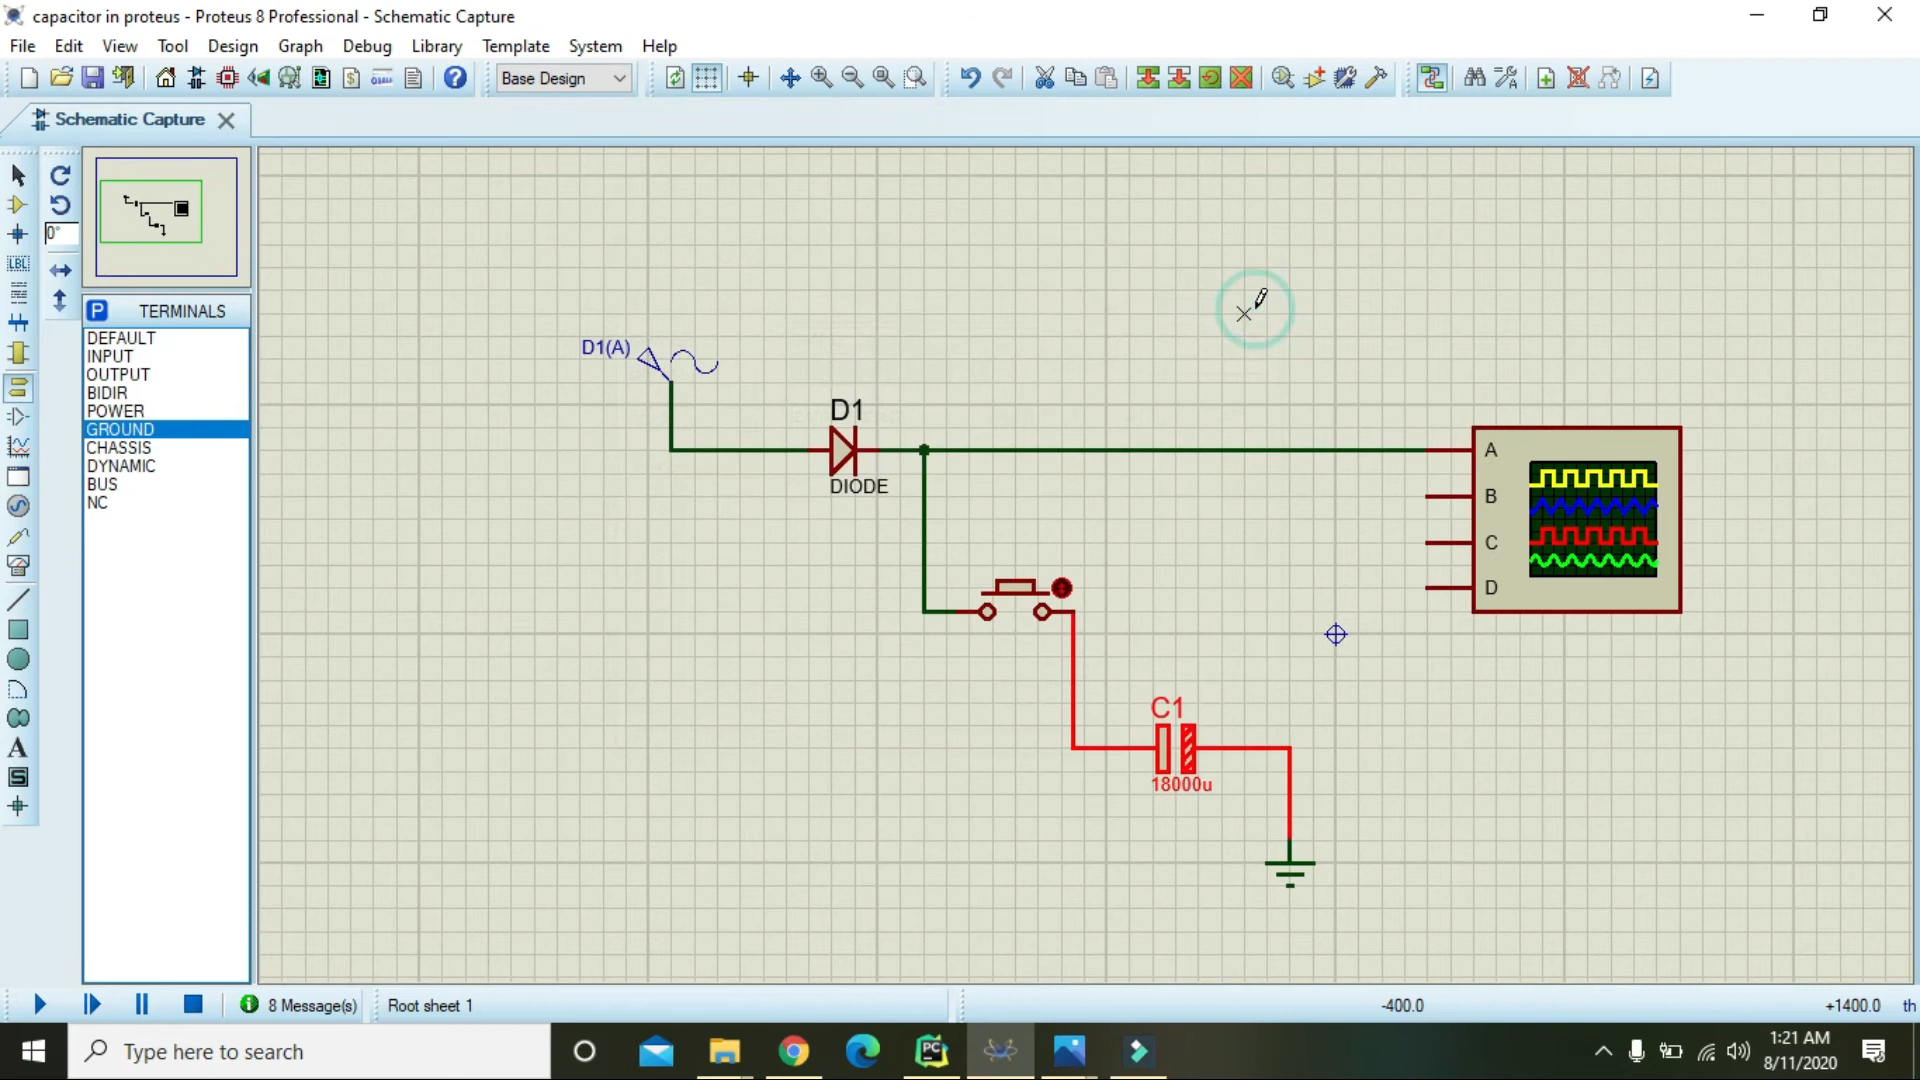 capacitor in proteus - Proteus 8 Professional - Schematic Capture
File Edit View Tool Design Graph Debug Library Template System Help
Base Design
Schematic Capture
LBL
0°
P TERMINALS
DEFAULT
INPUT
OUTPUT
BIDIR
POWER
GROUND
CHASSIS
DYNAMIC
BUS
NC
A
S
D1(A)
D1
DIODE
A
B
C
D
C1
18000u
8 Message(s) Root sheet 1 -400.0 +1400.0 th
Type here to search
PC
1:21 AM
8/11/2020